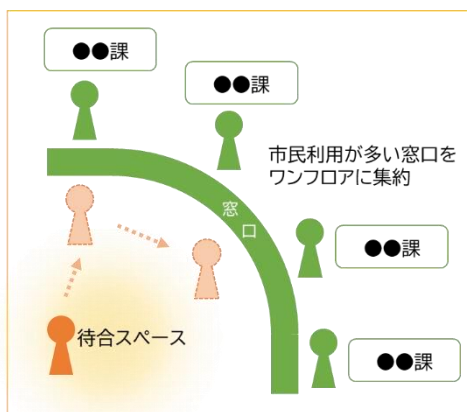 ●●課
●●課
市民利用が多い窓口を
ワンフロアに集約
窓口
●●課
待合スペース
●●課